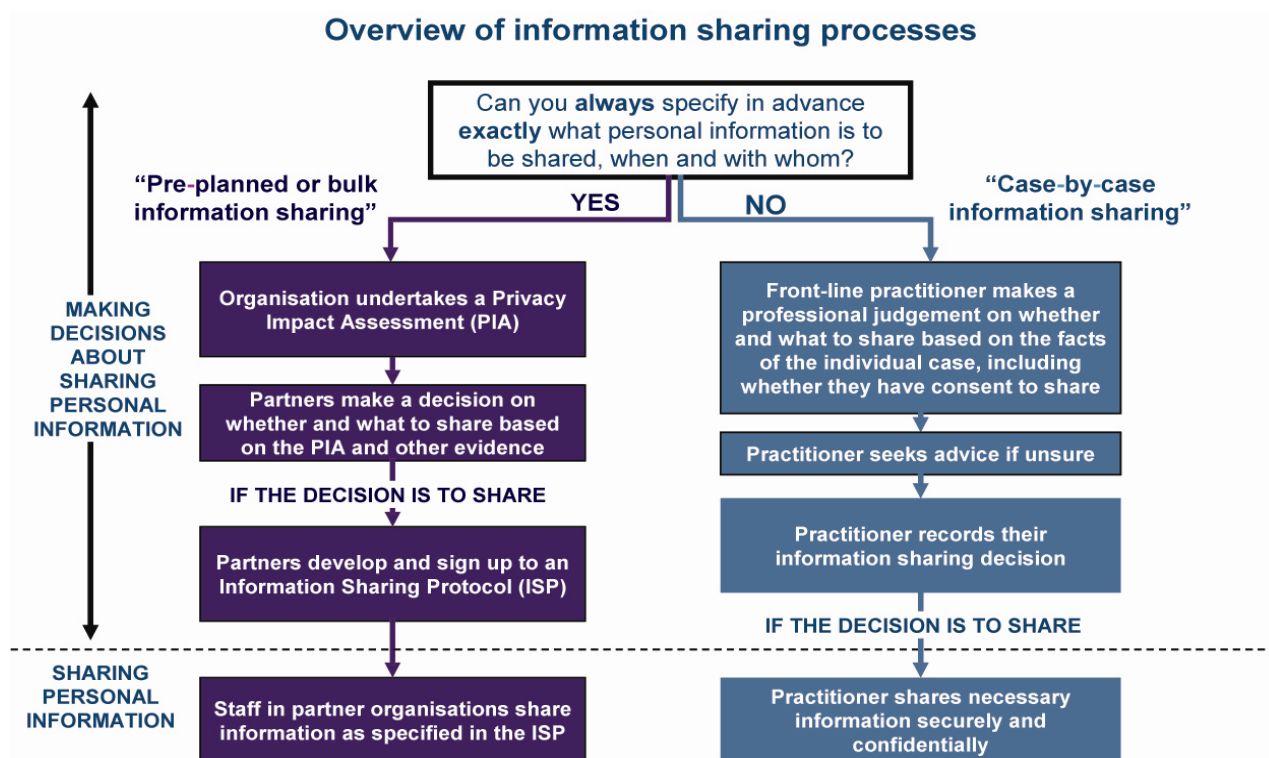 Overview of information sharing processes
Can you always specify in advance
exactly what personal information is to
be shared, when and with whom?
“Pre-planned or bulk
information sharing”
YES
NO
“Case-by-case
information sharing”
MAKING
DECISIONS
ABOUT
SHARING
PERSONAL
INFORMATION
Organisation undertakes a Privacy
Impact Assessment (PIA)
Partners make a decision on
whether and what to share based
on the PIA and other evidence
IF THE DECISION IS TO SHARE
Partners develop and sign up to an
Information Sharing Protocol (ISP)
Front-line practitioner makes a
professional judgement on whether
and what to share based on the facts
of the individual case, including
whether they have consent to share
Practitioner seeks advice if unsure
Practitioner records their
information sharing decision
IF THE DECISION IS TO SHARE
SHARING
PERSONAL
INFORMATION
Staff in partner organisations share
information as specified in the ISP
Practitioner shares necessary
information securely and
confidentially